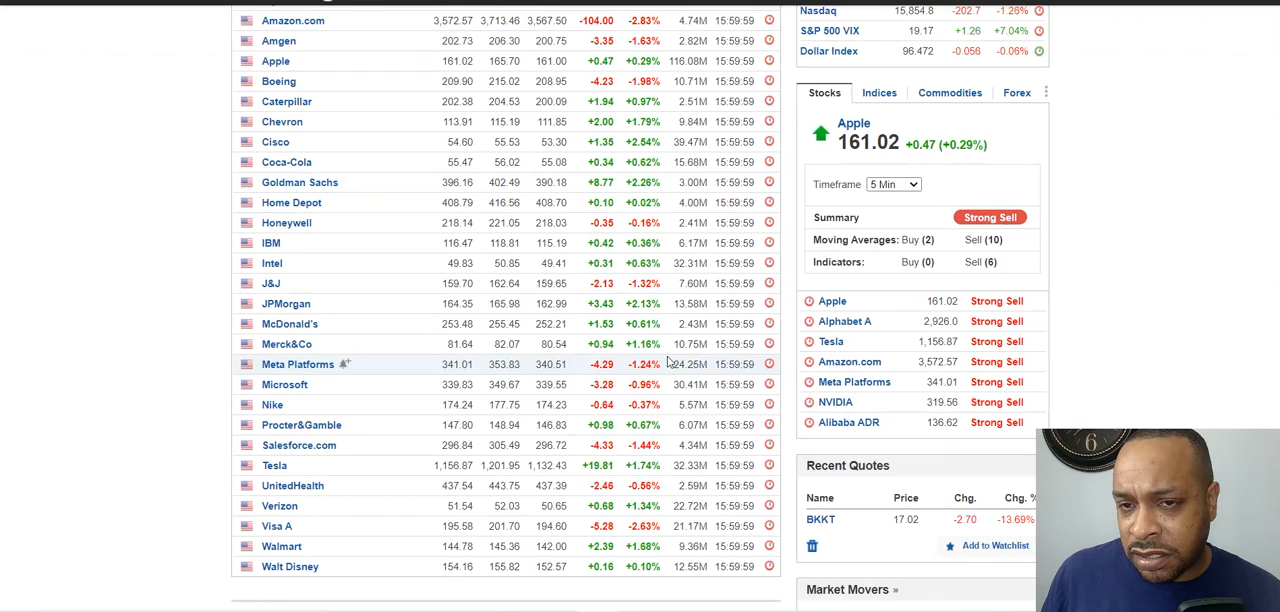 Amazon.com 3,572.57 3,713.46 3,567.50 -104.00 -2.83% 4.74M 15:59:59
Amgen 202.73 206.30 200.75 -3.35 -1.63% 2.82M 15:59:59
Apple 161.02 165.70 161.00 +0.47 +0.29% 116.08M 15:59:59
Boeing 209.90 215.02 208.95 -4.23 -1.98% 10.71M 15:59:59
Caterpillar 202.38 204.53 200.09 +1.94 +0.97% 2.51M 15:59:59
Chevron 113.91 115.19 111.85 +2.00 +1.79% 9.84M 15:59:59
Cisco 54.60 55.53 53.30 +1.35 +2.54% 39.47M 15:59:59
Coca-Cola 55.47 56.02 55.08 +0.34 +0.62% 15.68M 15:59:59
Goldman Sachs 396.16 402.49 390.18 +8.77 +2.26% 3.00M 15:59:59
Home Depot 408.79 416.56 408.70 +0.10 +0.02% 4.00M 15:59:59
Honeywell 218.14 221.05 218.03 -0.35 -0.16% 2.41M 15:59:59
IBM 116.47 118.81 115.19 +0.42 +0.36% 6.17M 15:59:59
Intel 49.83 50.85 49.41 +0.31 +0.63% 32.31M 15:59:59
J&J 159.70 162.64 159.65 -2.13 -1.32% 7.60M 15:59:59
JPMorgan 164.35 165.98 162.99 +3.43 +2.13% 13.58M 15:59:59
McDonald's 253.48 255.45 252.21 +1.53 +0.61% 2.43M 15:59:59
Merck&Co 81.64 82.07 80.54 +0.94 +1.16% 10.75M 15:59:59
Meta Platforms 341.01 353.83 340.51 -4.29 -1.24% 24.25M 15:59:59
Microsoft 339.83 349.67 339.55 -3.28 -0.96% 30.41M 15:59:59
Nike 174.24 177.75 174.23 -0.64 -0.37% 5.57M 15:59:59
Procter&Gamble 147.80 148.94 146.83 +0.98 +0.67% 6.07M 15:59:59
Salesforce.com 296.84 305.49 296.72 -4.33 -1.44% 4.34M 15:59:59
Tesla 1,156.87 1,201.95 1,132.43 +19.81 +1.74% 32.33M 15:59:59
UnitedHealth 437.54 443.75 437.39 -2.46 -0.56% 2.59M 15:59:59
Verizon 51.45 52.03 50.65 +0.68 +1.34% 22.72M 15:59:59
Visa A 195.58 201.70 194.60 -5.28 -2.63% 21.17M 15:59:59
Walmart 144.78 145.36 142.00 +2.39 +1.68% 9.36M 15:59:59
Walt Disney 154.16 155.82 152.57 +0.16 +0.10% 12.55M 15:59:59
Nasdaq 15,854.8 -202.7 -1.26%
S&P 500 VIX 19.17 +1.26 +7.04%
Dollar Index 96.472 -0.056 -0.06%
Stocks Indices Commodities Forex
Apple
161.02 +0.47 (+0.29%)
Timeframe 5 Min
Summary Strong Sell
Moving Averages: Buy (2) Sell (10)
Indicators: Buy (0) Sell (6)
Apple 161.02 Strong Sell
Alphabet A 2,926.0 Strong Sell
Tesla 1,156.87 Strong Sell
Amazon.com 3,572.57 Strong Sell
Meta Platforms 341.01 Strong Sell
NVIDIA 319.56 Strong Sell
Alibaba ADR 136.62 Strong Sell
Recent Quotes
Name Price Chg. Chg. %
BKKT 17.02 -2.70 -13.69%
Add to Watchlist
Market Movers »
6